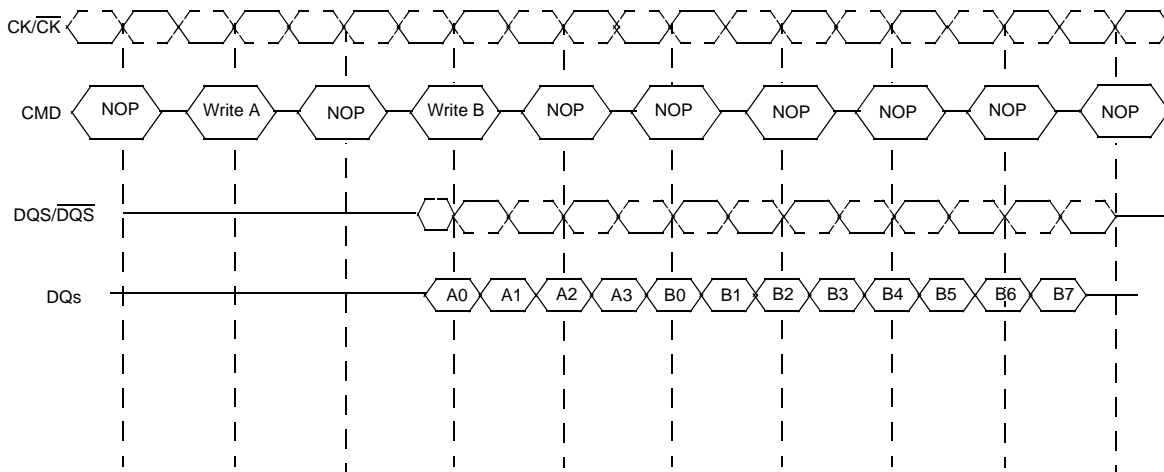 CK/CK
CMD NOP Write A NOP Write B NOP NOP NOP NOP NOP NOP
DQS/DQS
DQs A0 A1 A2 A3 B0 B1 B2 B3 B4 B5 B6 B7